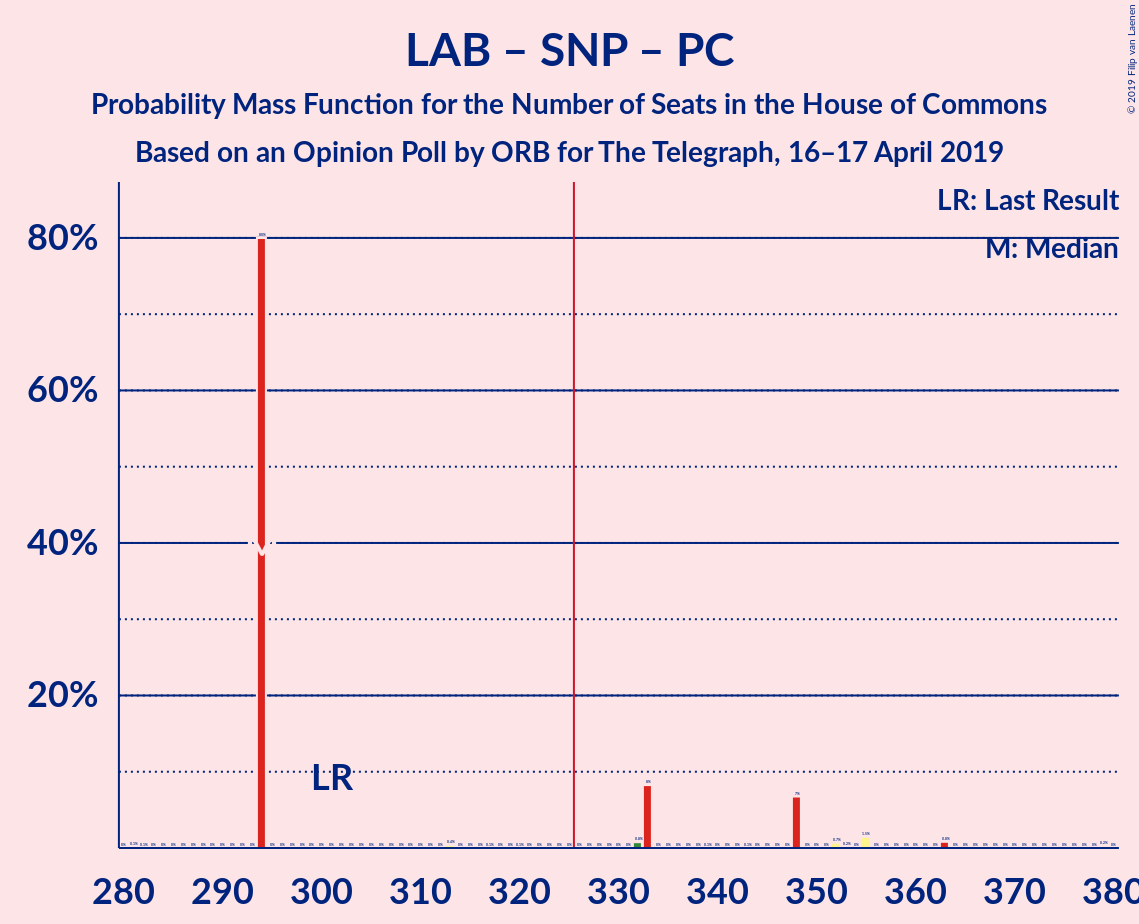 LAB – SNP – PC
Probability Mass Function for the Number of Seats in the House of Commons
Based on an Opinion Poll by ORB for The Telegraph, 16–17 April 2019
© 2019 Filip van Laenen
LR: Last Result
M: Median
80%
60%
40%
20%
M
LR
280 290 300 310 320 330 340 350 360 370 380